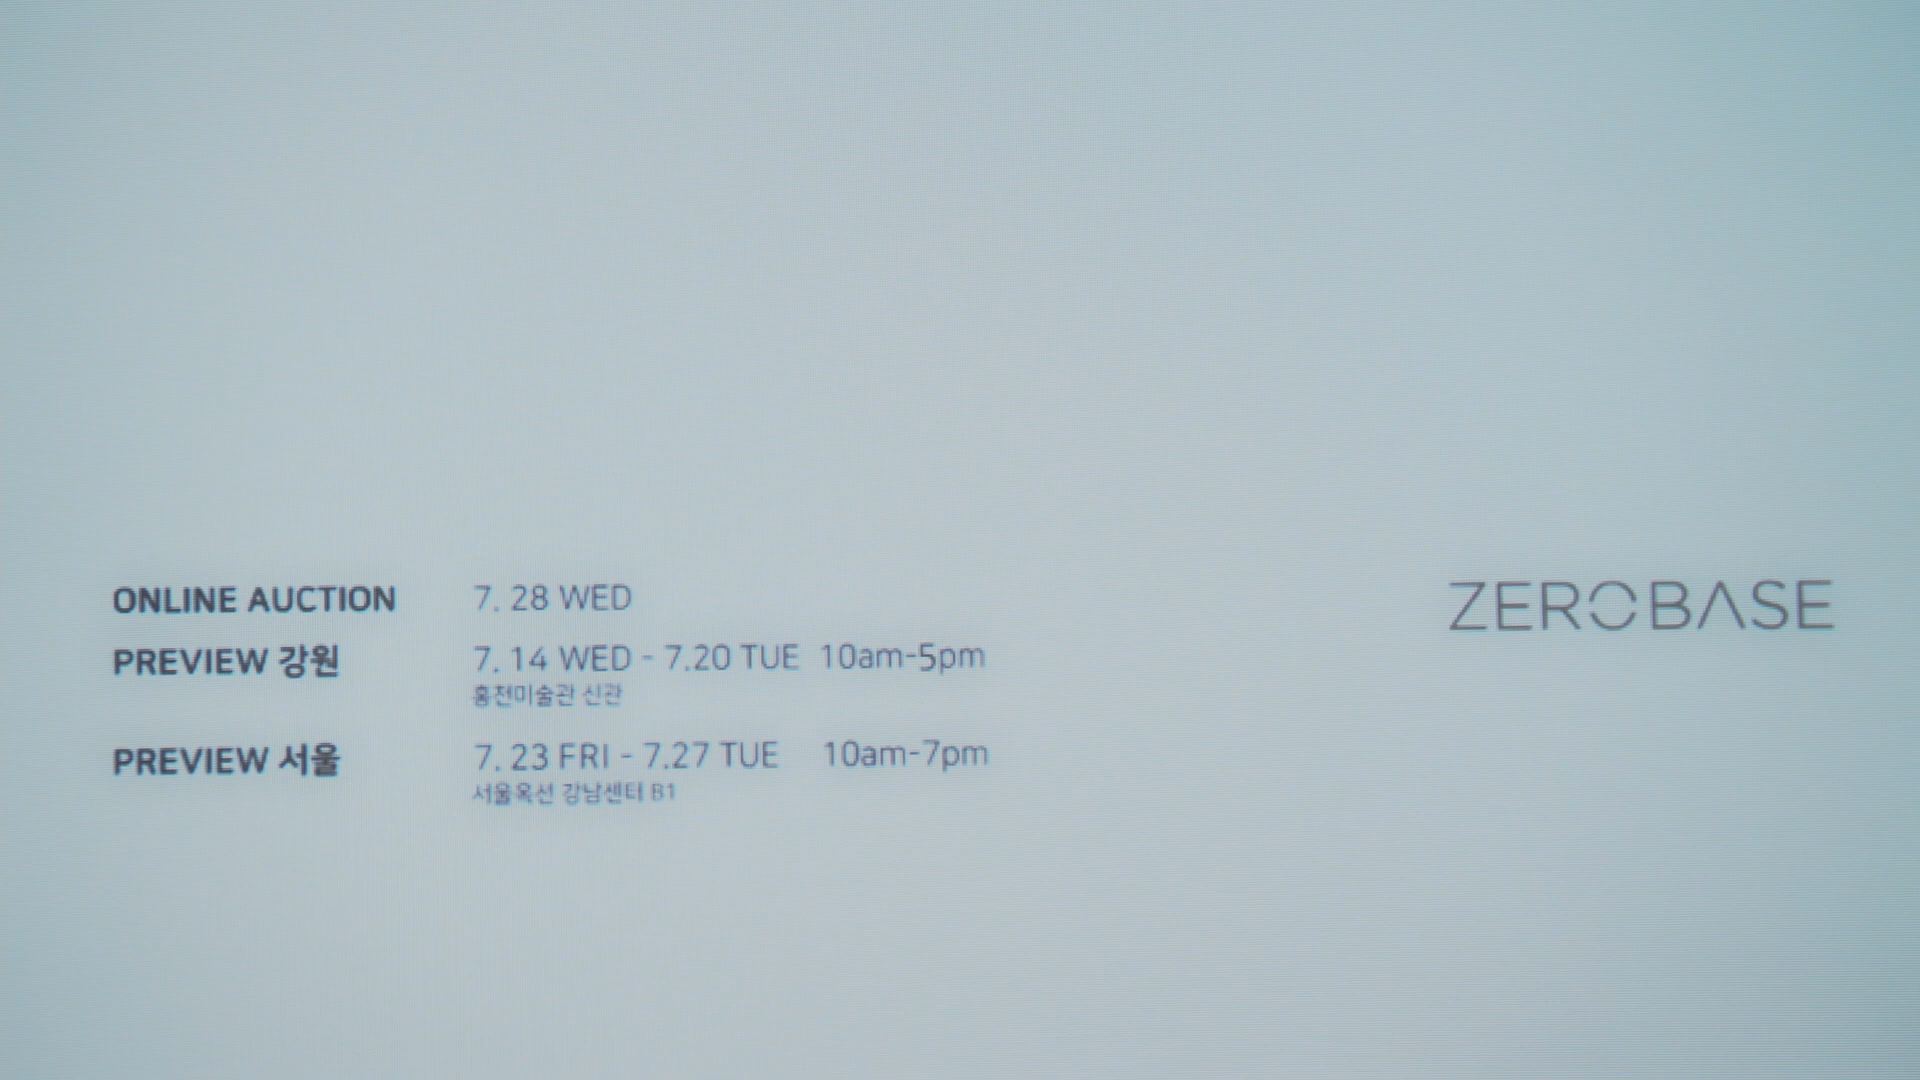 ONLINE AUCTION 7. 28 WED
PREVIEW 강원 7. 14 WED - 7.20 TUE 10am-5pm
홍천미술관 신관
PREVIEW 서울 7. 23 FRI - 7.27 TUE 10am-7pm
서울옥션 강남센터 B1
ZEROBASE